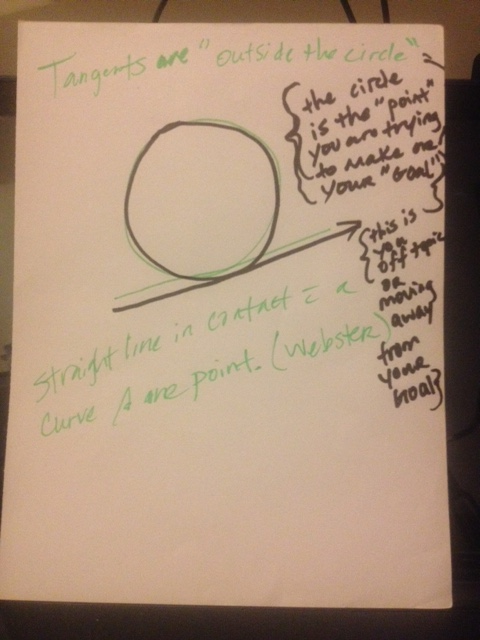 Tangents are "outside the circle"
{the circle
is the "point"
you are trying
to make or
your "Goal"}
{this is
you
off topic
or
moving
away
from
your
Goal}
straight line in contact = a
curve A are point. (Webster)